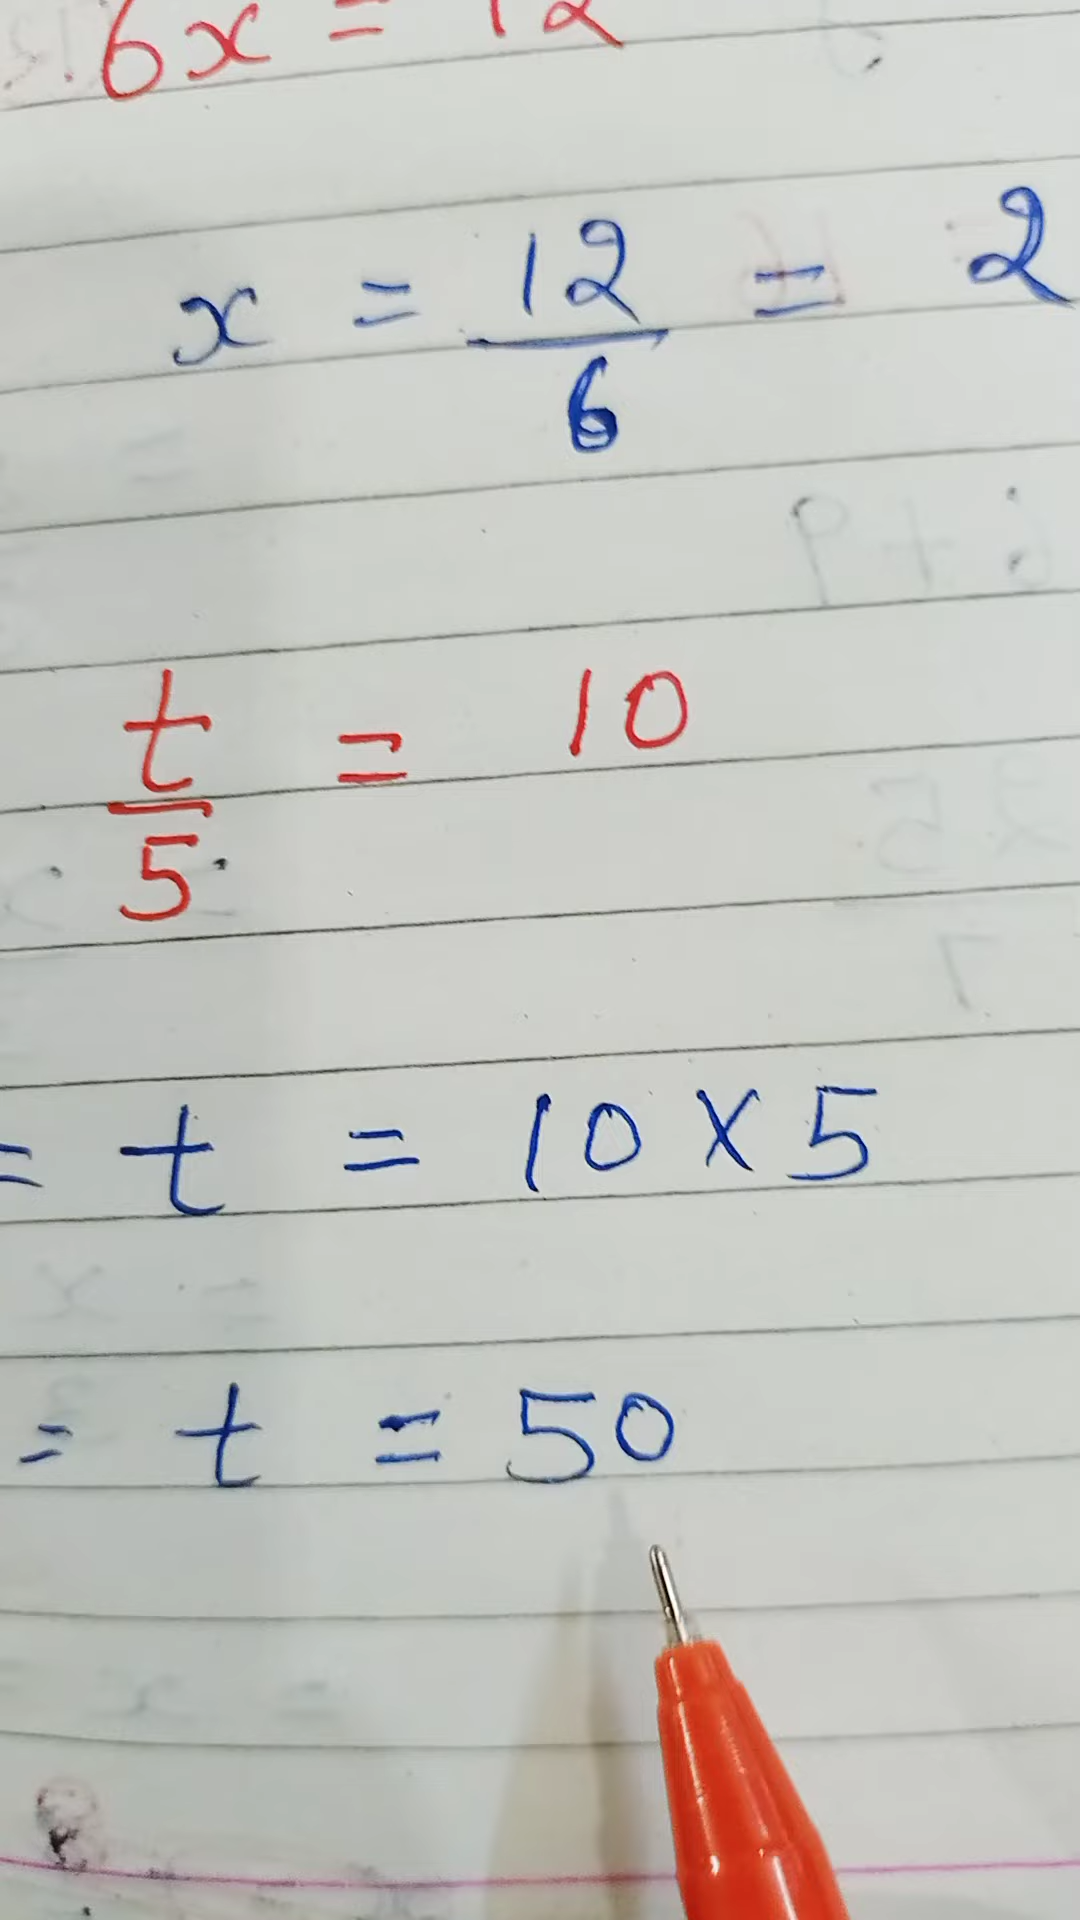 6x = 12
x = 12/6 = 2
t/5 = 10
= t = 10 × 5
= t = 50